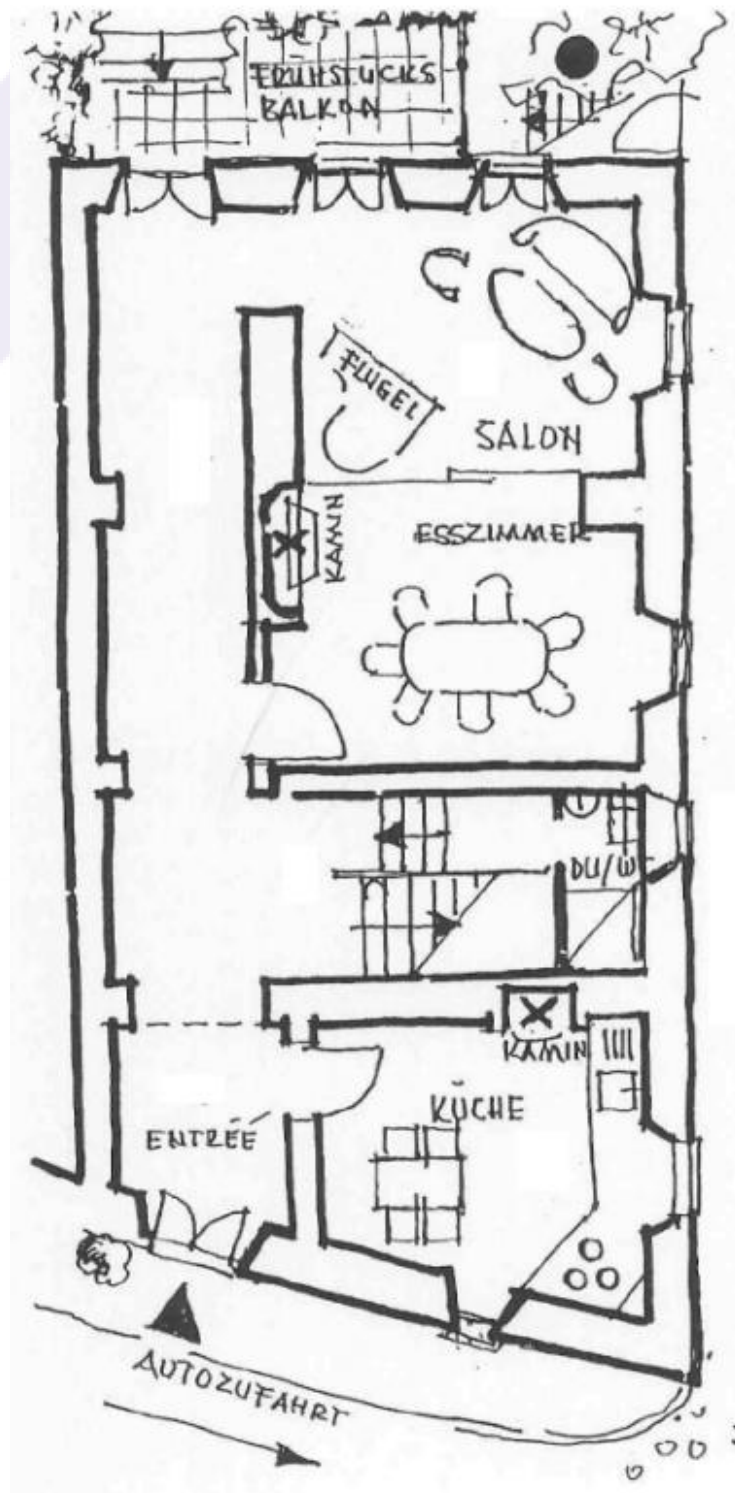 FRÜHSTÜCKS
BALKON
FLÜGEL
SALON
KAMIN
ESSZIMMER
DU/WC
KAMIN
KÜCHE
ENTRÉE
AUTOZUFAHRT